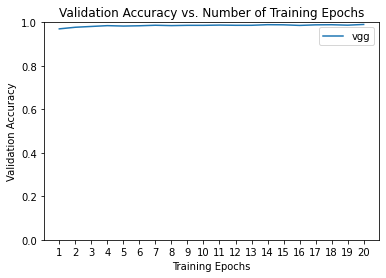 Validation Accuracy vs. Number of Training Epochs
vgg
1.0
0.8
0.6
0.4
0.2
0.0
Validation Accuracy
1 2 3 4 5 6 7 8 9 10 11 12 13 14 15 16 17 18 19 20
Training Epochs